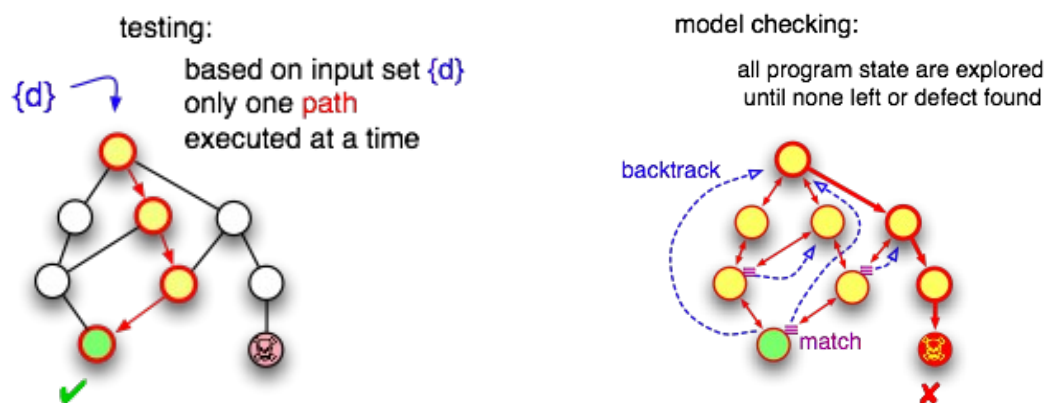 testing:
based on input set {d}
only one path
executed at a time
{d}
model checking:
all program state are explored
until none left or defect found
backtrack
match